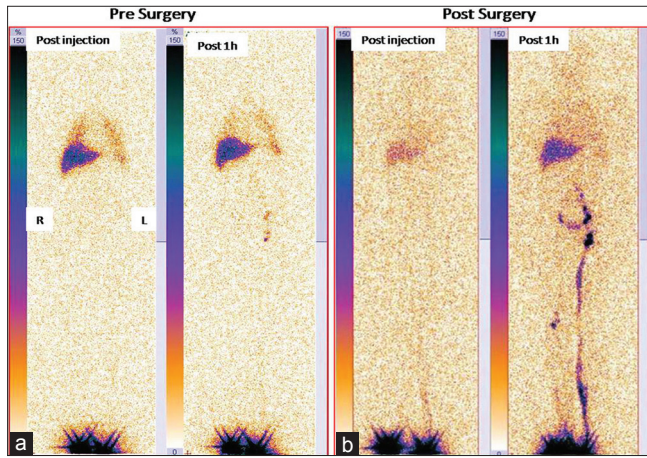 Pre Surgery
Post Surgery
%
150
Post injection
%
150
Post 1h
%
150
Post injection
%
150
Post 1h
R
L
0
0
a
b